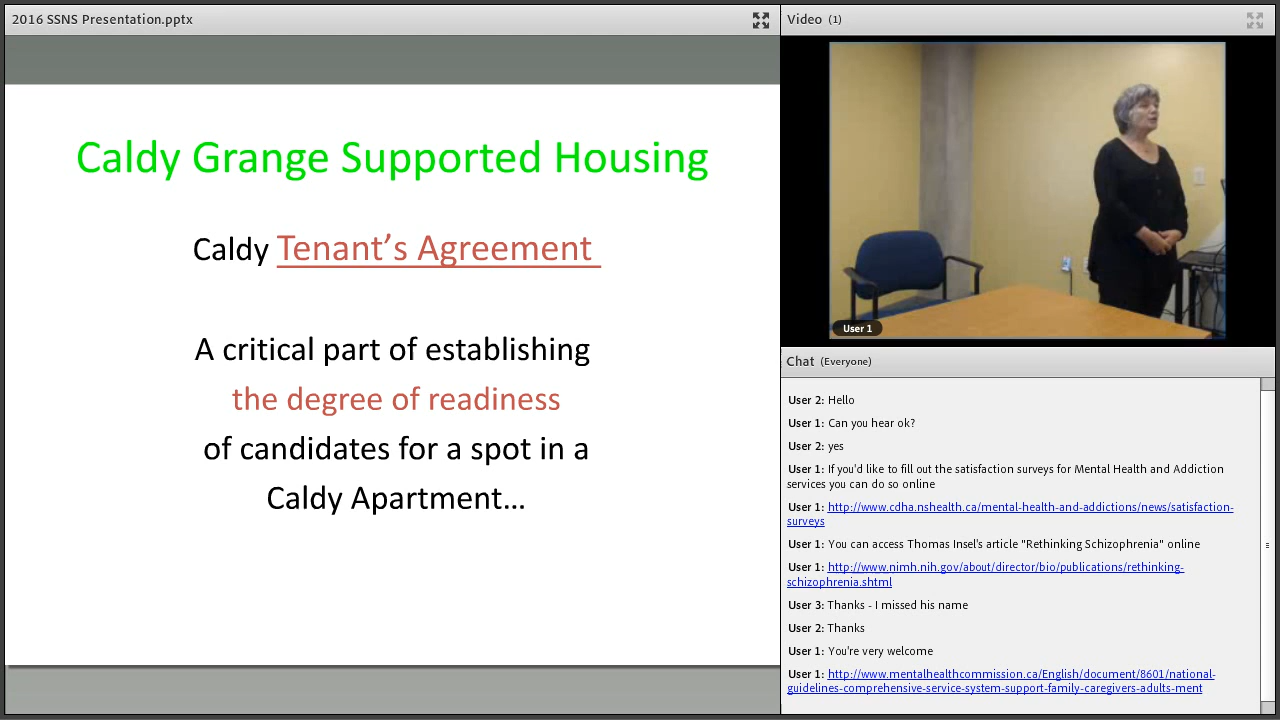 2016 SSNS Presentation.pptx
Caldy Grange Supported Housing
Caldy Tenant’s Agreement
A critical part of establishing
the degree of readiness
of candidates for a spot in a
Caldy Apartment...
Video (1)
User 1
Chat (Everyone)
User 2: Hello
User 1: Can you hear ok?
User 2: yes
User 1: If you'd like to fill out the satisfaction surveys for Mental Health and Addiction
services you can do so online
User 1: http://www.cdha.nshealth.ca/mental-health-and-addictions/news/satisfaction-
surveys
User 1: You can access Thomas Insel's article "Rethinking Schizophrenia" online
User 1: http://www.nimh.nih.gov/about/director/bio/publications/rethinking-
schizophrenia.shtml
User 3: Thanks - I missed his name
User 2: Thanks
User 1: You're very welcome
User 1: http://www.mentalhealthcommission.ca/English/document/8601/national-
guidelines-comprehensive-service-system-support-family-caregivers-adults-ment